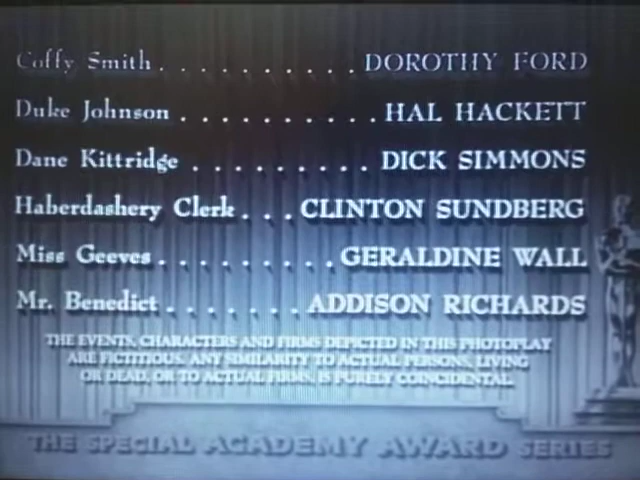 Coffy Smith . . . . . . . . . . DOROTHY FORD
Duke Johnson . . . . . . . . . . HAL HACKETT
Dane Kittridge . . . . . . . . . DICK SIMMONS
Haberdashery Clerk . . . CLINTON SUNDBERG
Miss Geeves . . . . . . . . . GERALDINE WALL
Mr. Benedict . . . . . . . ADDISON RICHARDS
THE EVENTS, CHARACTERS AND FIRMS DEPICTED IN THIS PHOTOPLAY
ARE FICTITIOUS. ANY SIMILARITY TO ACTUAL PERSONS, LIVING
OR DEAD, OR TO ACTUAL FIRMS, IS PURELY COINCIDENTAL.
THE SPECIAL ACADEMY AWARD SERIES